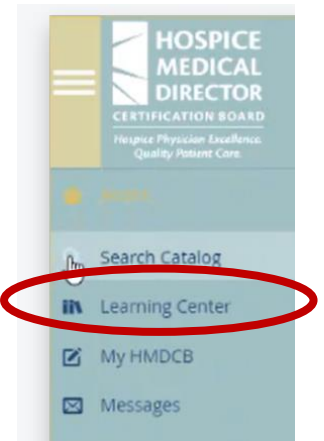 HOSPICE
MEDICAL
DIRECTOR
CERTIFICATION BOARD
Hospice Physician Excellence.
Quality Patient Care.
Search Catalog
Learning Center
My HMDCB
Messages